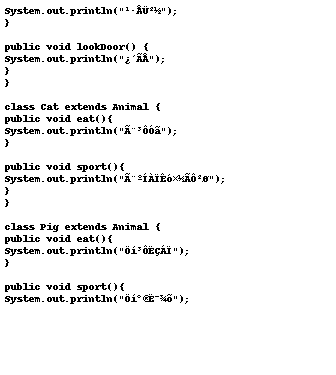 System.out.println("¹·ÅÜ²½");
}
public void lookDoor() {
System.out.println("¿´ÃÅ");
}
}
class Cat extends Animal {
public void eat(){
System.out.println("Ã¨³ÔÓã");
}
public void sport(){
System.out.println("Ã¨ºÍÀÏÊó×½ÃÔ²Ø");
}
}
class Pig extends Animal {
public void eat(){
System.out.println("Öí³ÔËÇÁÏ");
}
public void sport(){
System.out.println("Öí°®Ë¯¾õ");